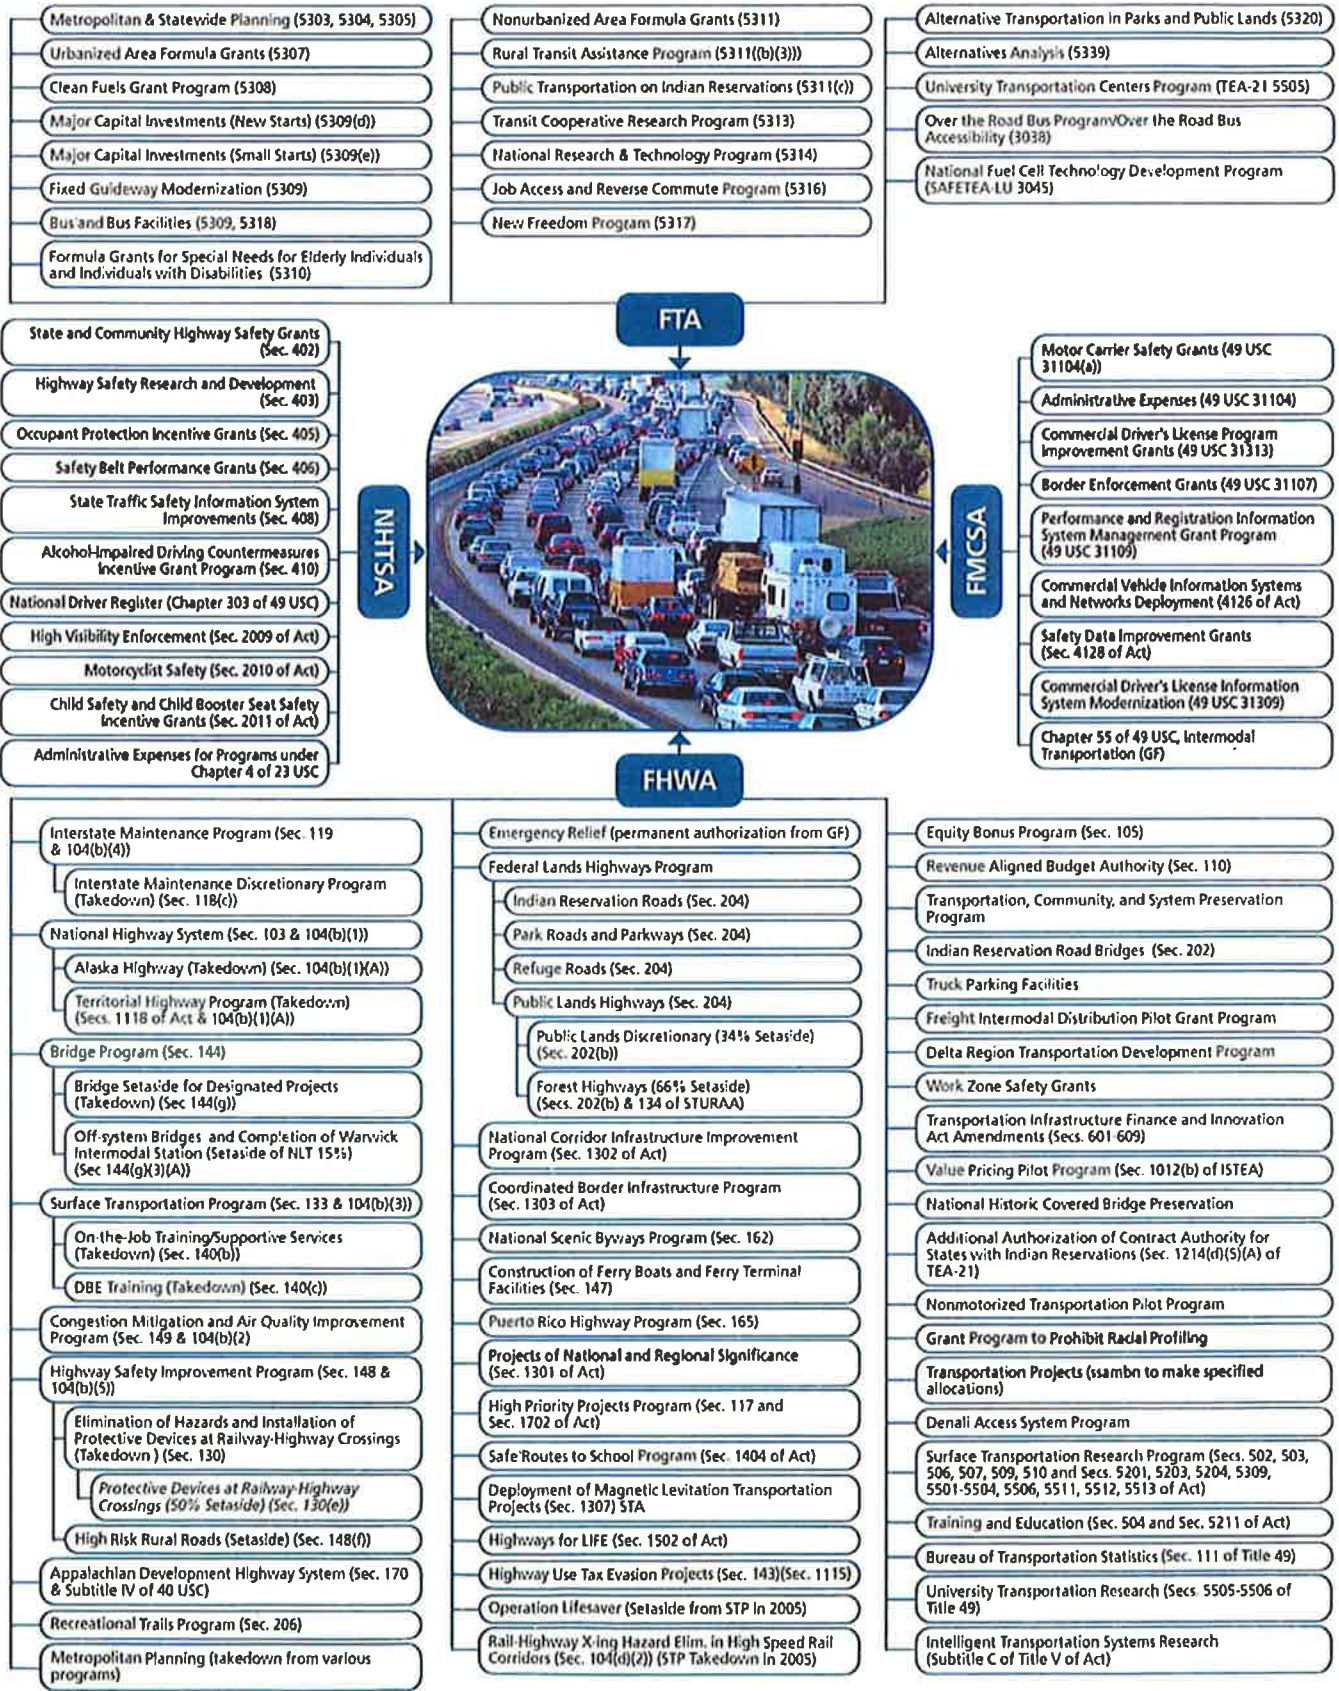 Metropolitan & Statewide Planning (5303, 5304, 5305)
Urbanized Area Formula Grants (5307)
Clean Fuels Grant Program (5308)
Major Capital Investments (New Starts) (5309(d))
Major Capital Investments (Small Starts) (5309(e))
Fixed Guideway Modernization (5309)
Bus and Bus Facilities (5309, 5318)
Formula Grants for Special Needs for Elderly Individuals
and Individuals with Disabilities (5310)
Nonurbanized Area Formula Grants (5311)
Rural Transit Assistance Program (5311((b)(3)))
Public Transportation on Indian Reservations (5311(c))
Transit Cooperative Research Program (5313)
National Research & Technology Program (5314)
Job Access and Reverse Commute Program (5316)
New Freedom Program (5317)
Alternative Transportation in Parks and Public Lands (5320)
Alternatives Analysis (5339)
University Transportation Centers Program (TEA-21 5505)
Over the Road Bus Program/Over the Road Bus
Accessibility (3038)
National Fuel Cell Technology Development Program
(SAFETEA-LU 3045)
FTA
State and Community Highway Safety Grants
(Sec. 402)
Highway Safety Research and Development
(Sec. 403)
Occupant Protection Incentive Grants (Sec. 405)
Safety Belt Performance Grants (Sec. 406)
State Traffic Safety Information System
Improvements (Sec. 408)
Alcohol-Impaired Driving Countermeasures
Incentive Grant Program (Sec. 410)
National Driver Register (Chapter 303 of 49 USC)
High Visibility Enforcement (Sec. 2009 of Act)
Motorcyclist Safety (Sec. 2010 of Act)
Child Safety and Child Booster Seat Safety
Incentive Grants (Sec. 2011 of Act)
Administrative Expenses for Programs under
Chapter 4 of 23 USC
NHTSA
FMCSA
Motor Carrier Safety Grants (49 USC
31104(a))
Administrative Expenses (49 USC 31104)
Commercial Driver's License Program
Improvement Grants (49 USC 31313)
Border Enforcement Grants (49 USC 31107)
Performance and Registration Information
System Management Grant Program
(49 USC 31109)
Commercial Vehicle Information Systems
and Networks Deployment (4126 of Act)
Safety Data Improvement Grants
(Sec. 4128 of Act)
Commercial Driver's License Information
System Modernization (49 USC 31309)
Chapter 55 of 49 USC, Intermodal
Transportation (GF)
FHWA
Interstate Maintenance Program (Sec. 119
& 104(b)(4))
Interstate Maintenance Discretionary Program
(Takedown) (Sec. 118(c))
National Highway System (Sec. 103 & 104(b)(1))
Alaska Highway (Takedown) (Sec. 104(b)(1)(A))
Territorial Highway Program (Takedown)
(Secs. 1118 of Act & 104(b)(1)(A))
Bridge Program (Sec. 144)
Bridge Setaside for Designated Projects
(Takedown) (Sec 144(g))
Off-system Bridges and Completion of Warwick
Intermodal Station (Setaside of NLT 15%)
(Sec 144(g)(3)(A))
Surface Transportation Program (Sec. 133 & 104(b)(3))
On-the-Job Training/Supportive Services
(Takedown) (Sec. 140(b))
DBE Training (Takedown) (Sec. 140(c))
Congestion Mitigation and Air Quality Improvement
Program (Sec. 149 & 104(b)(2)
Highway Safety Improvement Program (Sec. 148 &
104(b)(5))
Elimination of Hazards and Installation of
Protective Devices at Railway-Highway Crossings
(Takedown ) (Sec. 130)
Protective Devices at Railway-Highway
Crossings (50% Setaside) (Sec. 130(e))
High Risk Rural Roads (Setaside) (Sec. 148(f))
Appalachian Development Highway System (Sec. 170
& Subtitle IV of 40 USC)
Recreational Trails Program (Sec. 206)
Metropolitan Planning (takedown from various
programs)
Emergency Relief (permanent authorization from GF)
Federal Lands Highways Program
Indian Reservation Roads (Sec. 204)
Park Roads and Parkways (Sec. 204)
Refuge Roads (Sec. 204)
Public Lands Highways (Sec. 204)
Public Lands Discretionary (34% Setaside)
(Sec. 202(b))
Forest Highways (66% Setaside)
(Secs. 202(b) & 134 of STURAA)
National Corridor Infrastructure Improvement
Program (Sec. 1302 of Act)
Coordinated Border Infrastructure Program
(Sec. 1303 of Act)
National Scenic Byways Program (Sec. 162)
Construction of Ferry Boats and Ferry Terminal
Facilities (Sec. 147)
Puerto Rico Highway Program (Sec. 165)
Projects of National and Regional Significance
(Sec. 1301 of Act)
High Priority Projects Program (Sec. 117 and
Sec. 1702 of Act)
Safe Routes to School Program (Sec. 1404 of Act)
Deployment of Magnetic Levitation Transportation
Projects (Sec. 1307) STA
Highways for LIFE (Sec. 1502 of Act)
Highway Use Tax Evasion Projects (Sec. 143)(Sec. 1115)
Operation Lifesaver (Setaside from STP in 2005)
Rail-Highway X-ing Hazard Elim. in High Speed Rail
Corridors (Sec. 104(d)(2)) (STP Takedown in 2005)
Equity Bonus Program (Sec. 105)
Revenue Aligned Budget Authority (Sec. 110)
Transportation, Community, and System Preservation
Program
Indian Reservation Road Bridges (Sec. 202)
Truck Parking Facilities
Freight Intermodal Distribution Pilot Grant Program
Delta Region Transportation Development Program
Work Zone Safety Grants
Transportation Infrastructure Finance and Innovation
Act Amendments (Secs. 601-609)
Value Pricing Pilot Program (Sec. 1012(b) of ISTEA)
National Historic Covered Bridge Preservation
Additional Authorization of Contract Authority for
States with Indian Reservations (Sec. 1214(d)(5)(A) of
TEA-21)
Nonmotorized Transportation Pilot Program
Grant Program to Prohibit Racial Profiling
Transportation Projects (ssambn to make specified
allocations)
Denali Access System Program
Surface Transportation Research Program (Secs. 502, 503,
506, 507, 509, 510 and Secs. 5201, 5203, 5204, 5309,
5501-5504, 5506, 5511, 5512, 5513 of Act)
Training and Education (Sec. 504 and Sec. 5211 of Act)
Bureau of Transportation Statistics (Sec. 111 of Title 49)
University Transportation Research (Secs. 5505-5506 of
Title 49)
Intelligent Transportation Systems Research
(Subtitle C of Title V of Act)